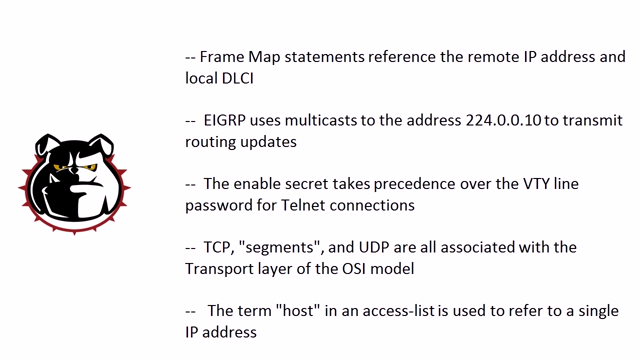 -- Frame Map statements reference the remote IP address and
local DLCI
-- EIGRP uses multicasts to the address 224.0.0.10 to transmit
routing updates
-- The enable secret takes precedence over the VTY line
password for Telnet connections
-- TCP, "segments", and UDP are all associated with the
Transport layer of the OSI model
-- The term "host" in an access-list is used to refer to a single
IP address